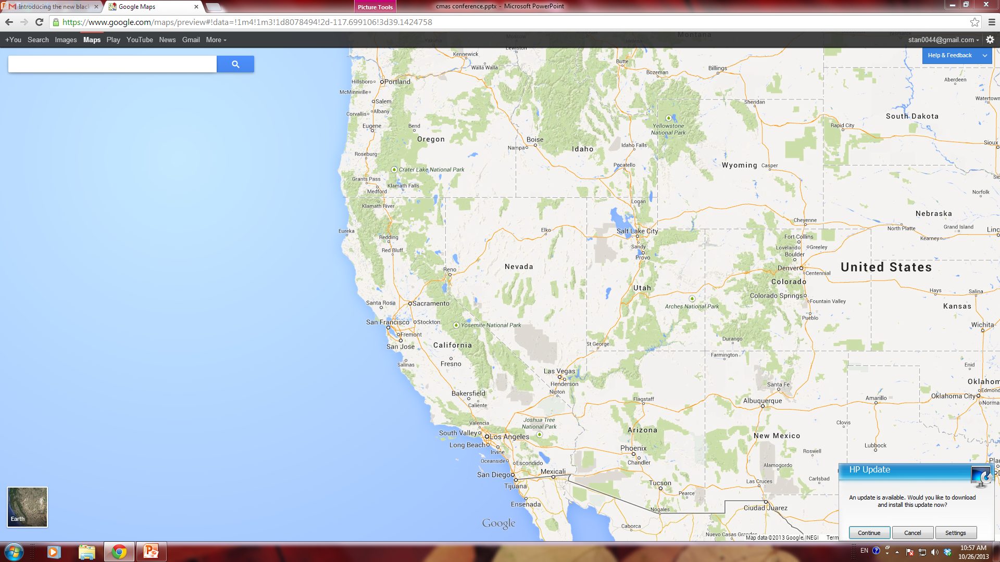 Introducing the new blac
Google Maps
Picture Tools
cmas conference.pptx - Microsoft PowerPoint
https://www.google.com/maps/preview#!data=!1m4!1m3!1d8078494!2d-117.699106!3d39.1424758
+You Search Images Maps Play YouTube News Gmail More
stan0044@gmail.com
Help & Feedback
Montana
Yakima
Helena
Kennewick
Lewiston
Walla Walla
Butte
Bozeman
Billings
Aberdeen
Hillsboro
Portland
McMinnville
Salem
Sheridan
Watertown
Corvallis
Albany
South Dakota
Eugene
Bend
Yellowstone
National Park
Rapid City
Oregon
Boise
Nampa
Idaho
Idaho Falls
Sioux
Roseburg
Pocatello
Wyoming
Casper
Crater Lake National Park
Grants Pass
Klamath Falls
Medford
Norfolk
Klamath River
Logan
Nebraska
Cheyenne
Eureka
Elko
Salt Lake City
North Platte
Grand Island
Linc
Redding
Fort Collins
Kearney
Red Bluff
Sandy
Loveland
Greeley
Provo
Boulder
Reno
Nevada
Denver
Centennial
United States
Utah
Colorado
Hays
Salina
Santa Rosa
Sacramento
Arches National Park
Colorado Springs
Fountain Valley
Kansas
San Francisco
Stockton
Yosemite National Park
Pueblo
Wichita
Fremont
San Jose
California
St George
Durango
Salinas
Fresno
Farmington
Las Vegas
Henderson
Enid
Nipton
Santa Fe
Oklahom
Bakersfield
Caliente
Flagstaff
Albuquerque
Amarillo
Edmond
Oklahoma City
Norma
Valencia
Joshua Tree
National Park
Clovis
South Valley
Los Angeles
Arizona
New Mexico
Long Beach
Irvine
Phoenix
Lubbock
Oceanside
Escondido
Chandler
Roswell
Alamogordo
San Diego
Mexicali
Tijuana
Tucson
Las Cruces
Carlsbad
Pearce
Ensenada
Nogales
Ciudad Juarez
Caborca
Nuevo Casas Grandes
Google
Earth
Map data ©2013 Google, INEGI Term
HP Update
An update is available. Would you like to download
and install this update now?
Continue Cancel Settings
EN
10:57 AM
10/26/2013